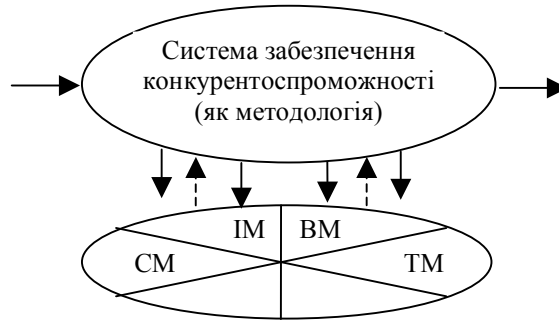 Система забезпечення
конкурентоспроможності
(як методологія)
ІМ ВМ
СМ ТМ